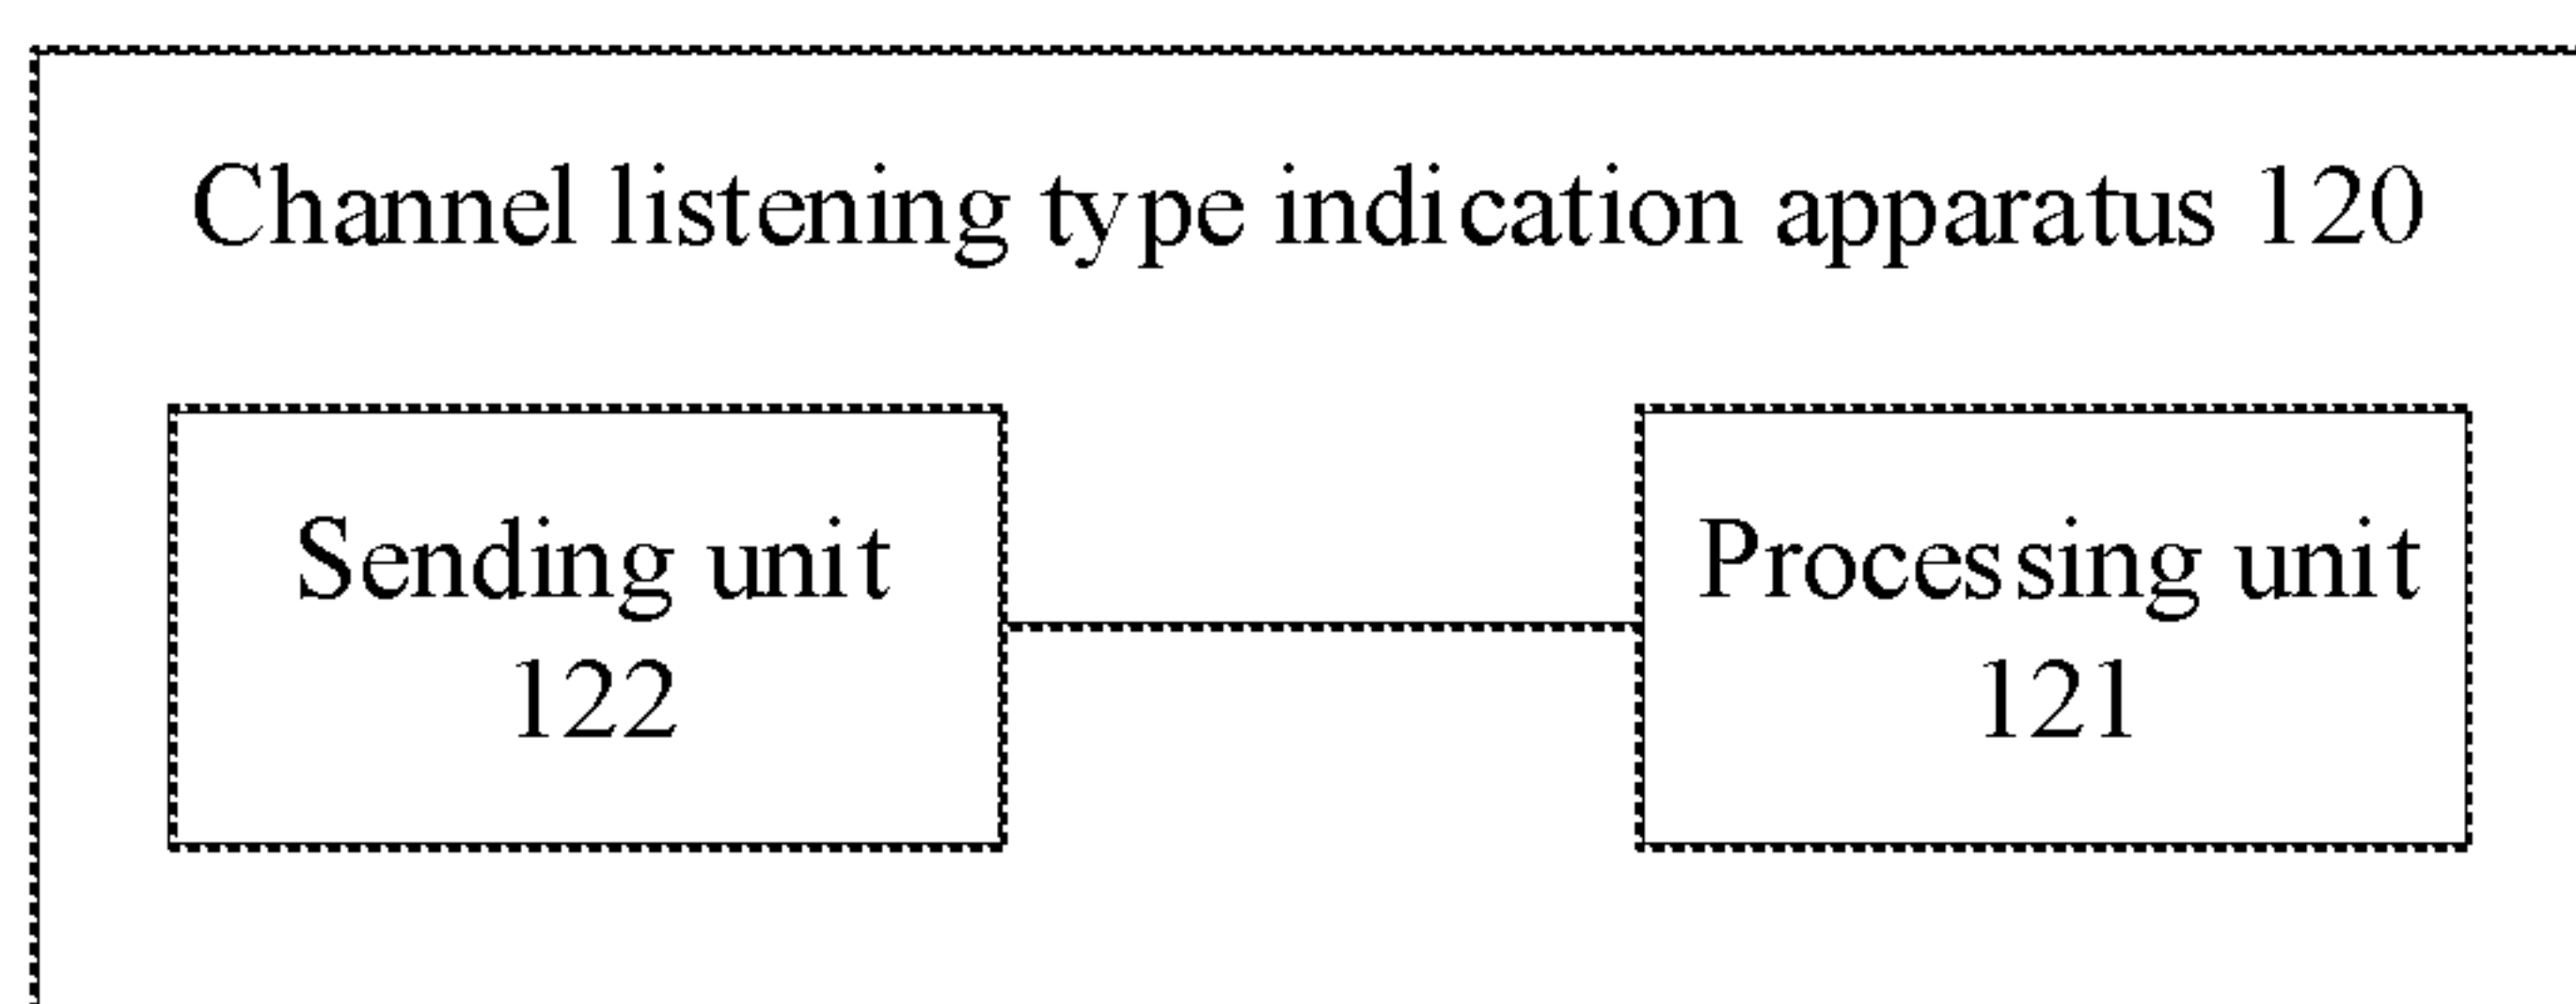 Channel listening type indication apparatus 120
Sending unit
122
Processing unit
121